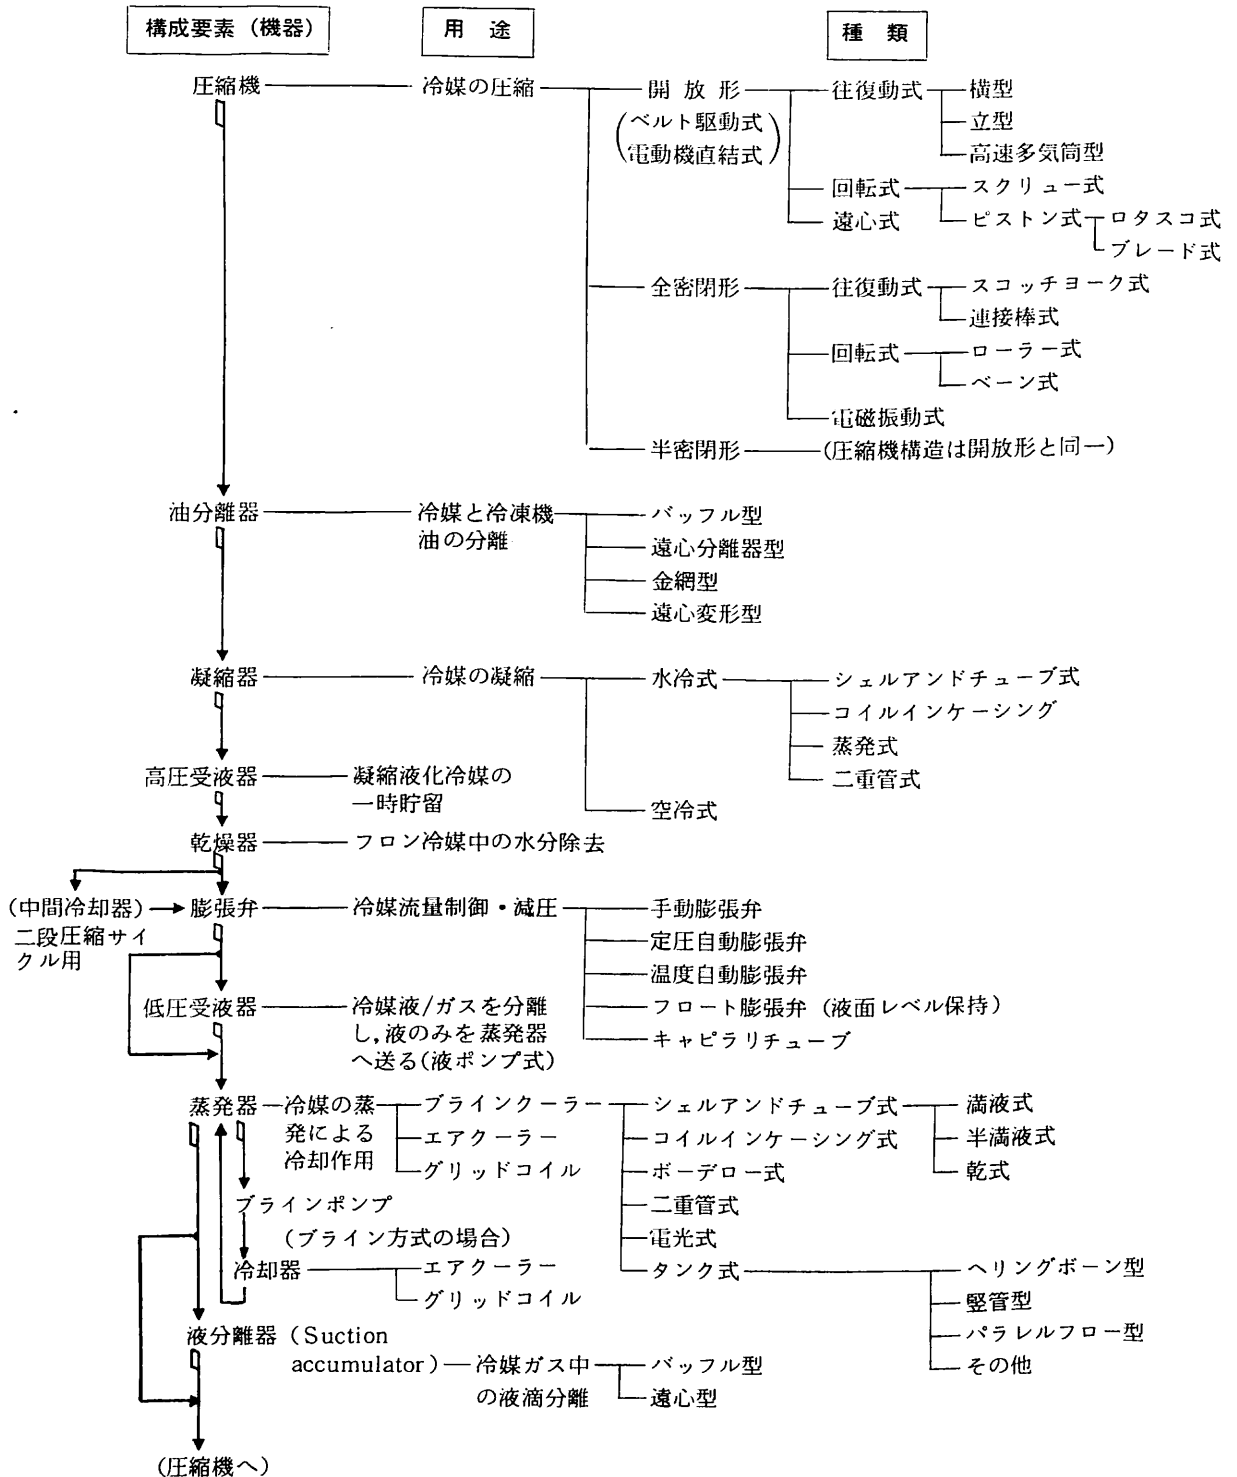 構成要素（機器）　用　途　種　類
圧縮機　冷媒の圧縮　開　放　形　往復動式　横型
（ベルト駆動式　立型
電動機直結式）　高速多気筒型
回転式　スクリュー式
遠心式　ピストン式　ロタスコ式
ブレード式
全密閉形　往復動式　スコッチヨーク式
連接棒式
回転式　ローラー式
ベーン式
電磁振動式
半密閉形　（圧縮機構造は開放形と同一）
油分離器　冷媒と冷凍機　バッフル型
油の分離　遠心分離器型
金網型
遠心変形型
凝縮器　冷媒の凝縮　水冷式　シェルアンドチューブ式
コイルインケーシング
蒸発式
高圧受液器　凝縮液化冷媒の　二重管式
一時貯留　空冷式
乾燥器　フロン冷媒中の水分除去
（中間冷却器）　膨張弁　冷媒流量制御・減圧　手動膨張弁
二段圧縮サイ　定圧自動膨張弁
クル用　温度自動膨張弁
低圧受液器　冷媒液/ガスを分離　フロート膨張弁（液面レベル保持）
し，液のみを蒸発器　キャピラリチューブ
へ送る（液ポンプ式）
蒸発器　冷媒の蒸　ブラインクーラー　シェルアンドチューブ式　満液式
発による　エアクーラー　コイルインケーシング式　半満液式
冷却作用　グリッドコイル　ボーデロー式　乾式
ブラインポンプ　二重管式
（ブライン方式の場合）　電光式
冷却器　エアクーラー　タンク式　ヘリングボーン型
グリッドコイル　竪管型
液分離器（Suction　パラレルフロー型
accumulator）　冷媒ガス中　バッフル型　その他
の液滴分離　遠心型
（圧縮機へ）